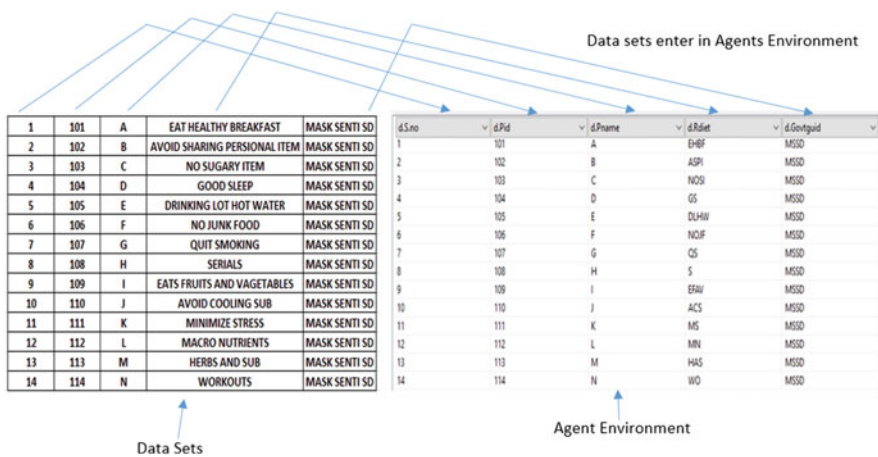 Data sets enter in Agents Environment
1 101 A EAT HEALTHY BREAKFAST MASK SENTI SD
2 102 B AVOID SHARING PERSIONAL ITEM MASK SENTI SD
3 103 C NO SUGARY ITEM MASK SENTI SD
4 104 D GOOD SLEEP MASK SENTI SD
5 105 E DRINKING LOT HOT WATER MASK SENTI SD
6 106 F NO JUNK FOOD MASK SENTI SD
7 107 G QUIT SMOKING MASK SENTI SD
8 108 H SERIALS MASK SENTI SD
9 109 I EATS FRUITS AND VAGETABLES MASK SENTI SD
10 110 J AVOID COOLING SUB MASK SENTI SD
11 111 K MINIMIZE STRESS MASK SENTI SD
12 112 L MACRO NUTRIENTS MASK SENTI SD
13 113 M HERBS AND SUB MASK SENTI SD
14 114 N WORKOUTS MASK SENTI SD
Data Sets
d.S.no d.Pid d.Pname d.Rdiet d.Govtguid
1 101 A EHBF MSSD
2 102 B ASPI MSSD
3 103 C NOSI MSSD
4 104 D GS MSSD
5 105 E DLHW MSSD
6 106 F NOJF MSSD
7 107 G QS MSSD
8 108 H S MSSD
9 109 I EFAV MSSD
10 110 J ACS MSSD
11 111 K MS MSSD
12 112 L MN MSSD
13 113 M HAS MSSD
14 114 N WO MSSD
Agent Environment